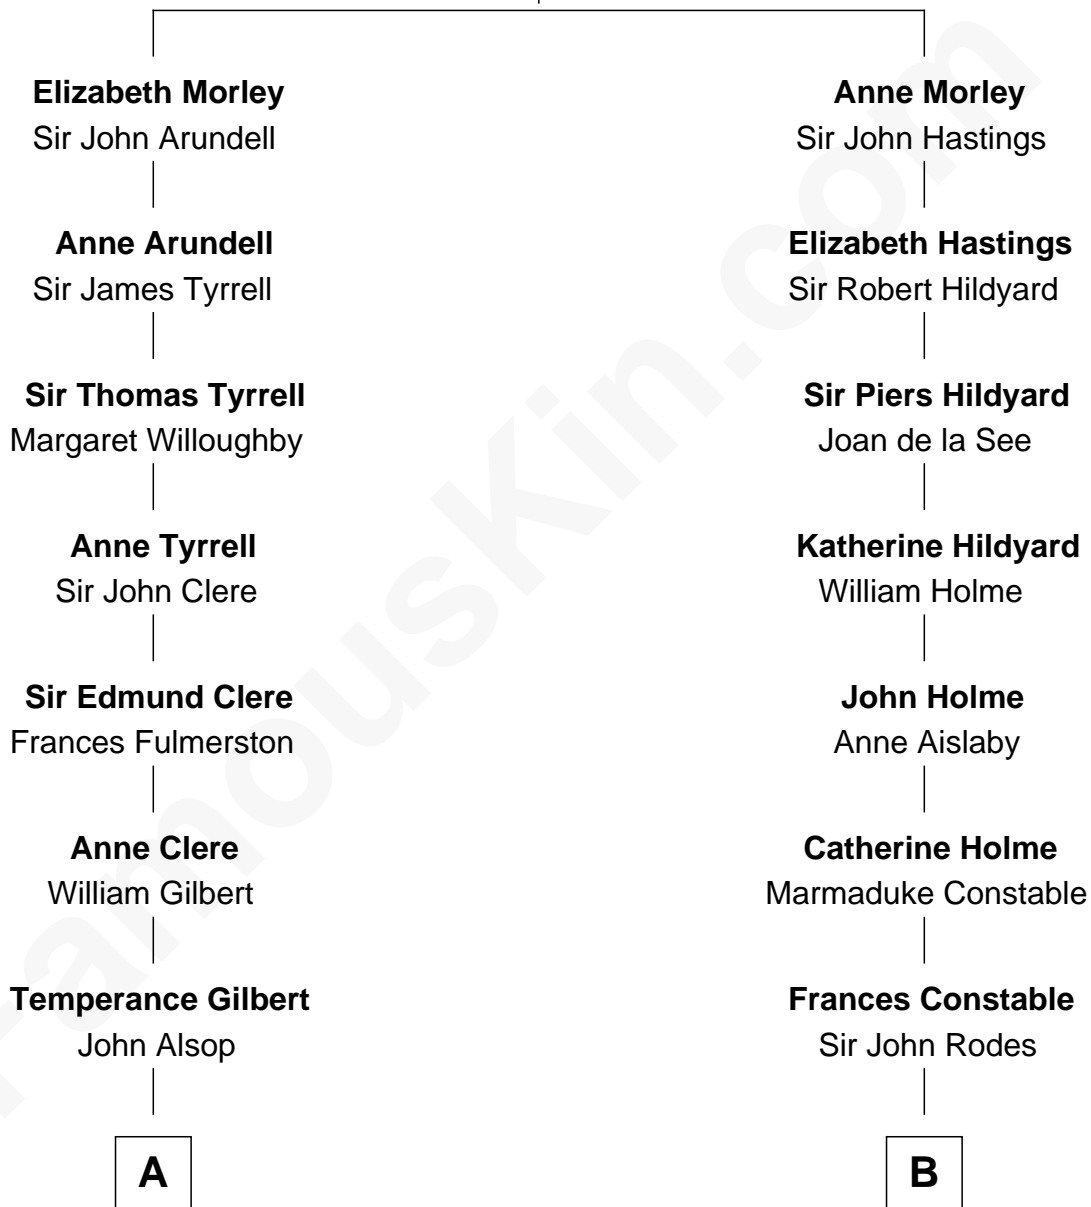 Elizabeth Morley
Sir John Arundell
Anne Arundell
Sir James Tyrrell
Sir Thomas Tyrrell
Margaret Willoughby
Anne Tyrrell
Sir John Clere
Sir Edmund Clere
Frances Fulmerston
Anne Clere
William Gilbert
Temperance Gilbert
John Alsop
A
Anne Morley
Sir John Hastings
Elizabeth Hastings
Sir Robert Hildyard
Sir Piers Hildyard
Joan de la See
Katherine Hildyard
William Holme
John Holme
Anne Aislaby
Catherine Holme
Marmaduke Constable
Frances Constable
Sir John Rodes
B
FamousKin.com